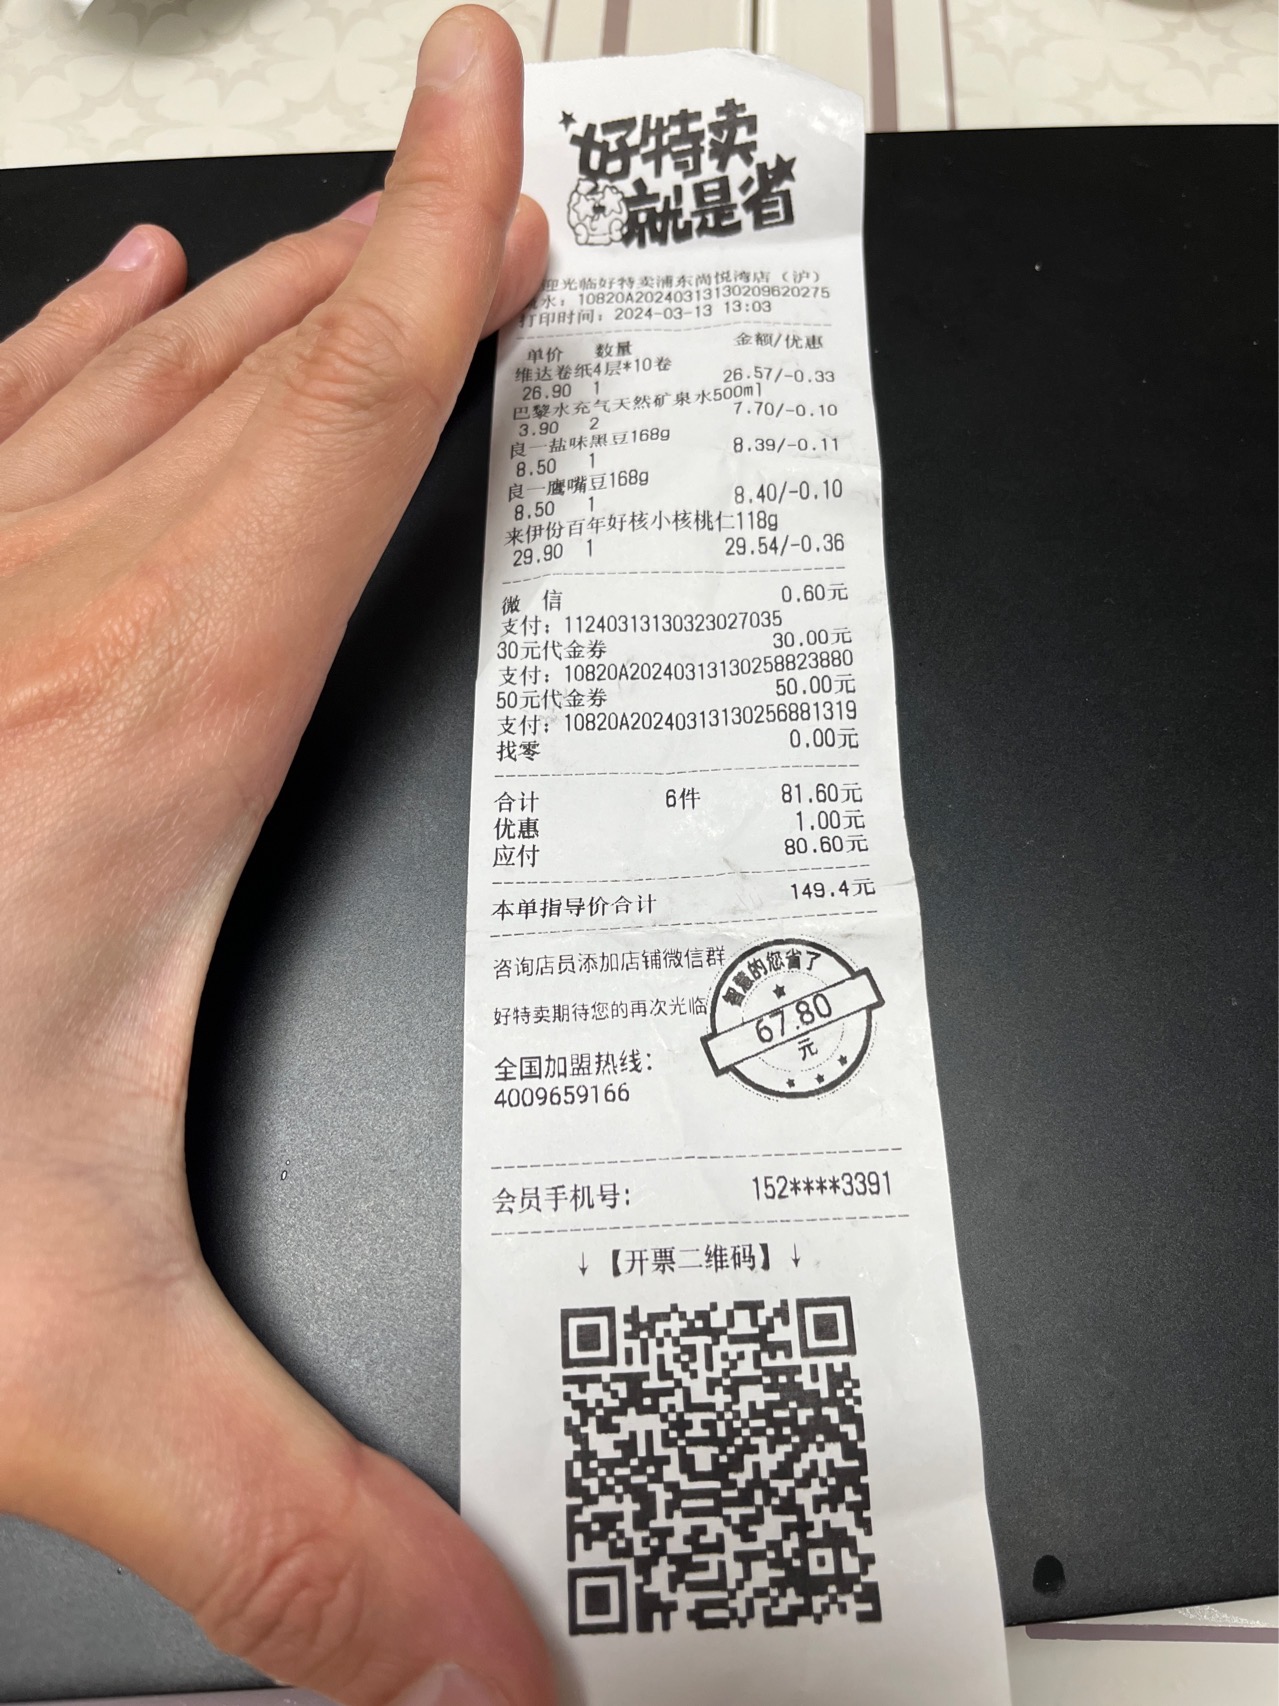 好特卖
就是省
迎光临好特卖浦东尚悦湾店（沪）
水：10820A20240313130209620275
打印时间：2024-03-13 13:03
单价 数量 金额/优惠
维达卷纸4层*10卷
26.90 1 26.57/-0.33
巴黎水充气天然矿泉水500ml
3.90 2 7.70/-0.10
良一盐味黑豆168g
8.50 1 8.39/-0.11
良一鹰嘴豆168g
8.50 1 8.40/-0.10
来伊份百年好核小核桃仁118g
29.90 1 29.54/-0.36
微 信 0.60元
支付：11240313130323027035
30元代金券 30.00元
支付：10820A20240313130258823880
50元代金券 50.00元
支付：10820A20240313130256881319
找零 0.00元
合计 6件 81.60元
优惠 1.00元
应付 80.60元
本单指导价合计 149.4元
咨询店员添加店铺微信群
好特卖期待您的再次光临
智慧的您省了
67.80
元
全国加盟热线：
4009659166
会员手机号： 152****3391
↓【开票二维码】↓